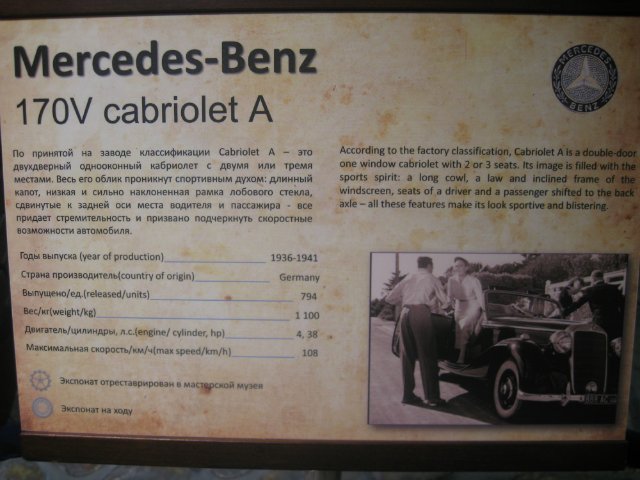 Mercedes-Benz
170V cabriolet A
MERCEDES
BENZ
По принятой на заводе классификации Cabriolet A – это
двухдверный однооконный кабриолет с двумя или тремя
местами. Весь его облик проникнут спортивным духом: длинный
капот, низкая и сильно наклоненная рамка лобового стекла,
сдвинутые к задней оси места водителя и пассажира - все
придает стремительность и призвано подчеркнуть скоростные
возможности автомобиля.
According to the factory classification, Cabriolet A is a double-door
one window cabriolet with 2 or 3 seats. Its image is filled with the
sports spirit: a long cowl, a law and inclined frame of the
windscreen, seats of a driver and a passenger shifted to the back
axle – all these features make its look sportive and blistering.
Годы выпуска (year of production) 1936-1941
Страна производитель(country of origin) Germany
Выпущено/ед.(released/units) 794
Вес/кг(weight/kg) 1 100
Двигатель/цилиндры, л.с.(engine/ cylinder, hp) 4, 38
Максимальная скорость/км/ч(max speed/km/h) 108
Экспонат отреставрирован в мастерской музея
Экспонат на ходу